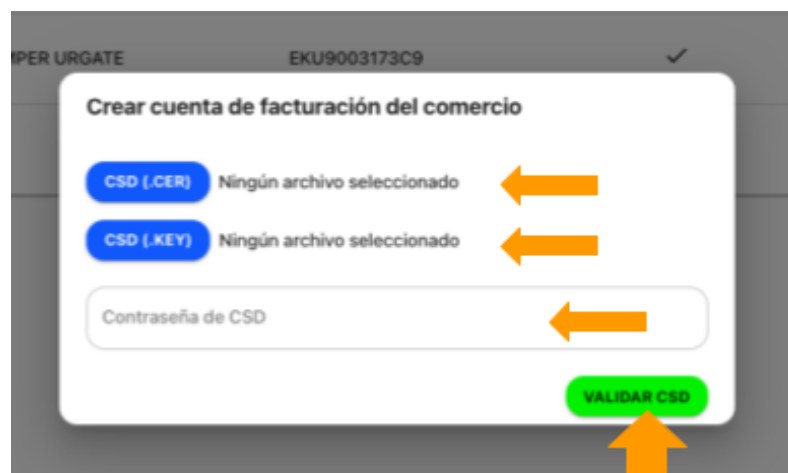 MPER URGATE EKU9003173C9
Crear cuenta de facturación del comercio
CSD (.CER) Ningún archivo seleccionado
CSD (.KEY) Ningún archivo seleccionado
Contraseña de CSD
VALIDAR CSD